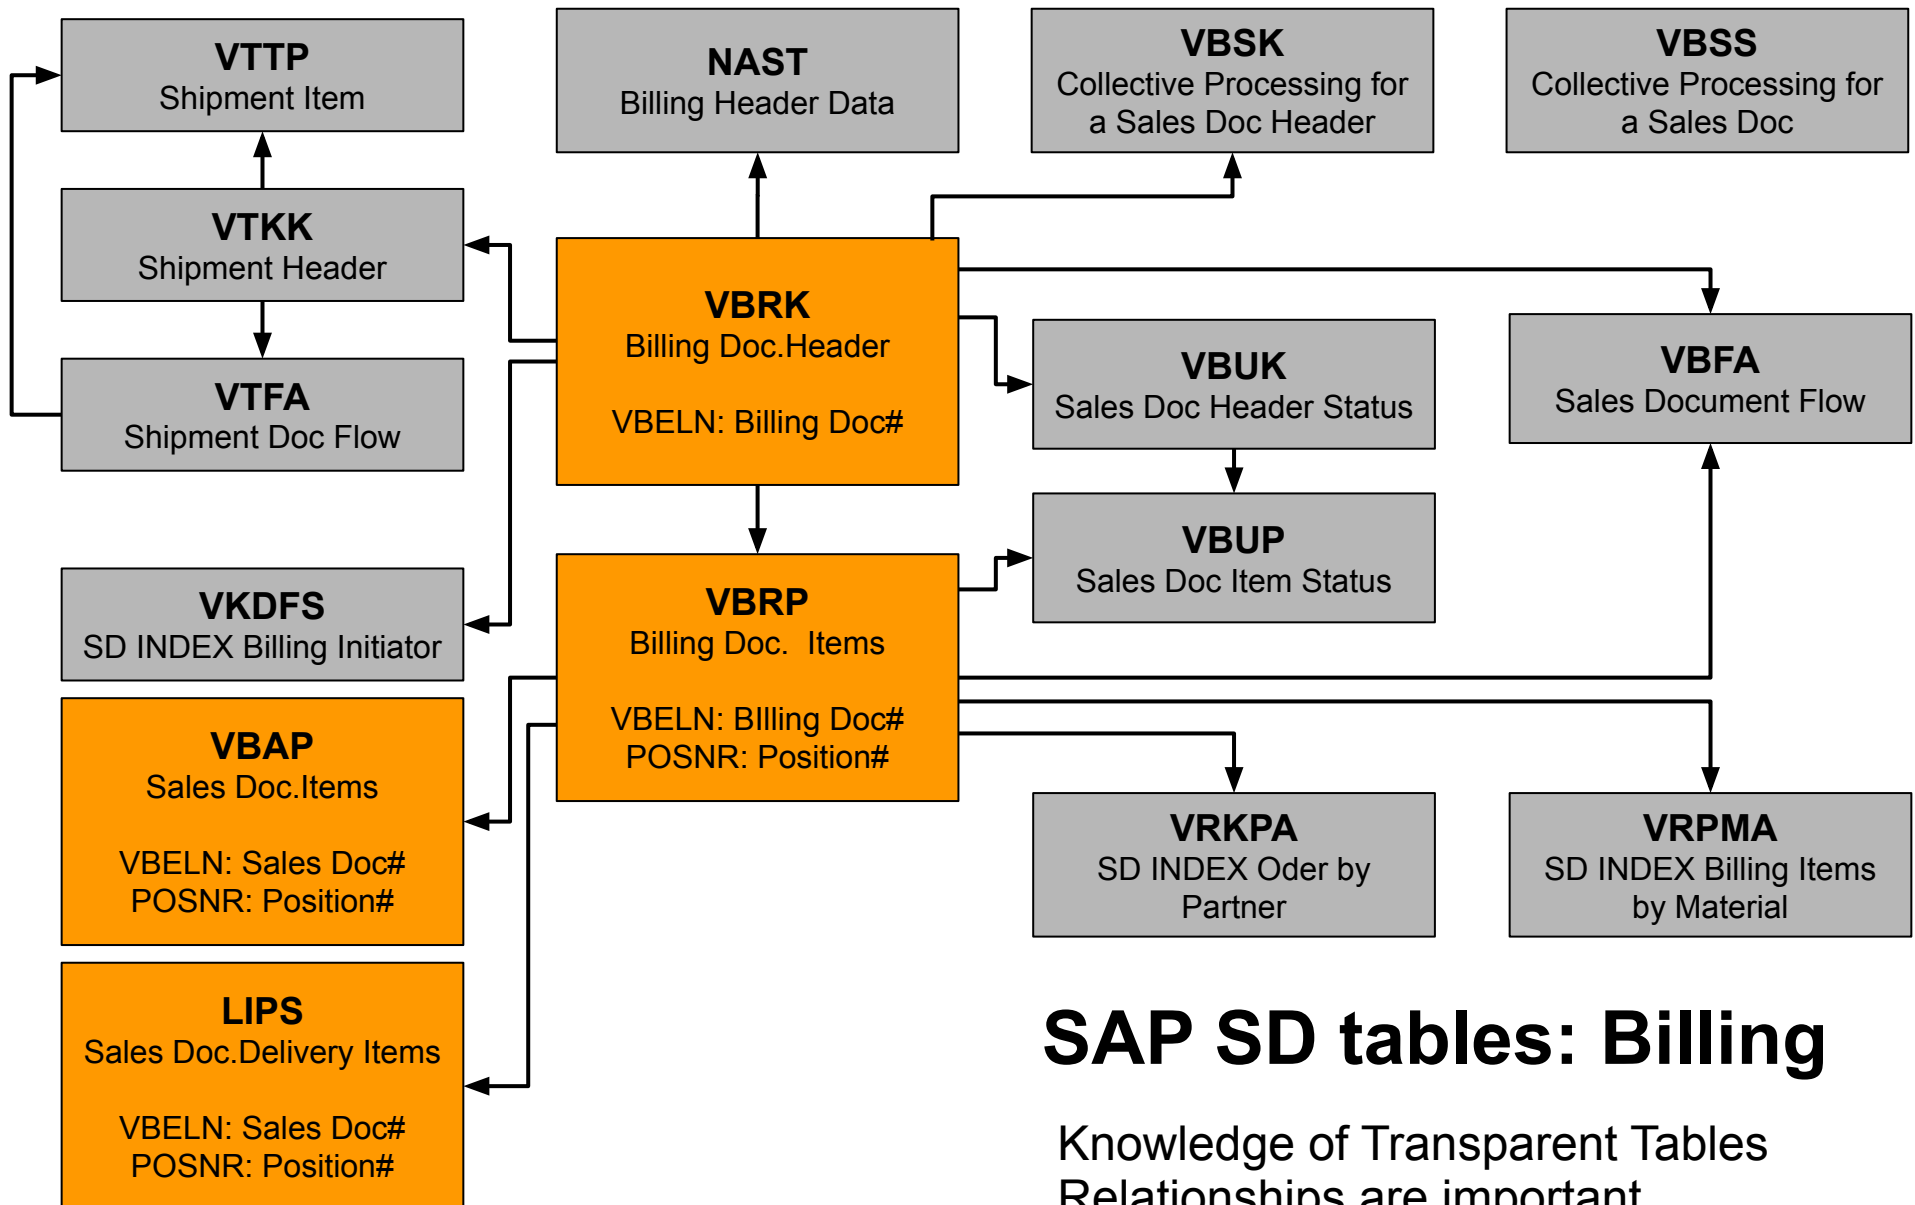 VTTP
Shipment Item
NAST
Billing Header Data
VBSK
Collective Processing for
a Sales Doc Header
VBSS
Collective Processing for
a Sales Doc
VTKK
Shipment Header
VBRK
Billing Doc.Header
VBELN: Billing Doc#
VTFA
Shipment Doc Flow
VBUK
Sales Doc Header Status
VBFA
Sales Document Flow
VBUP
Sales Doc Item Status
VKDFS
SD INDEX Billing Initiator
VBRP
Billing Doc.  Items
VBELN: BIlling Doc#
POSNR: Position#
VBAP
Sales Doc.Items
VBELN: Sales Doc#
POSNR: Position#
VRKPA
SD INDEX Oder by
Partner
VRPMA
SD INDEX Billing Items
by Material
LIPS
Sales Doc.Delivery Items
VBELN: Sales Doc#
POSNR: Position#
SAP SD tables: Billing
Knowledge of Transparent Tables
Relationships are important